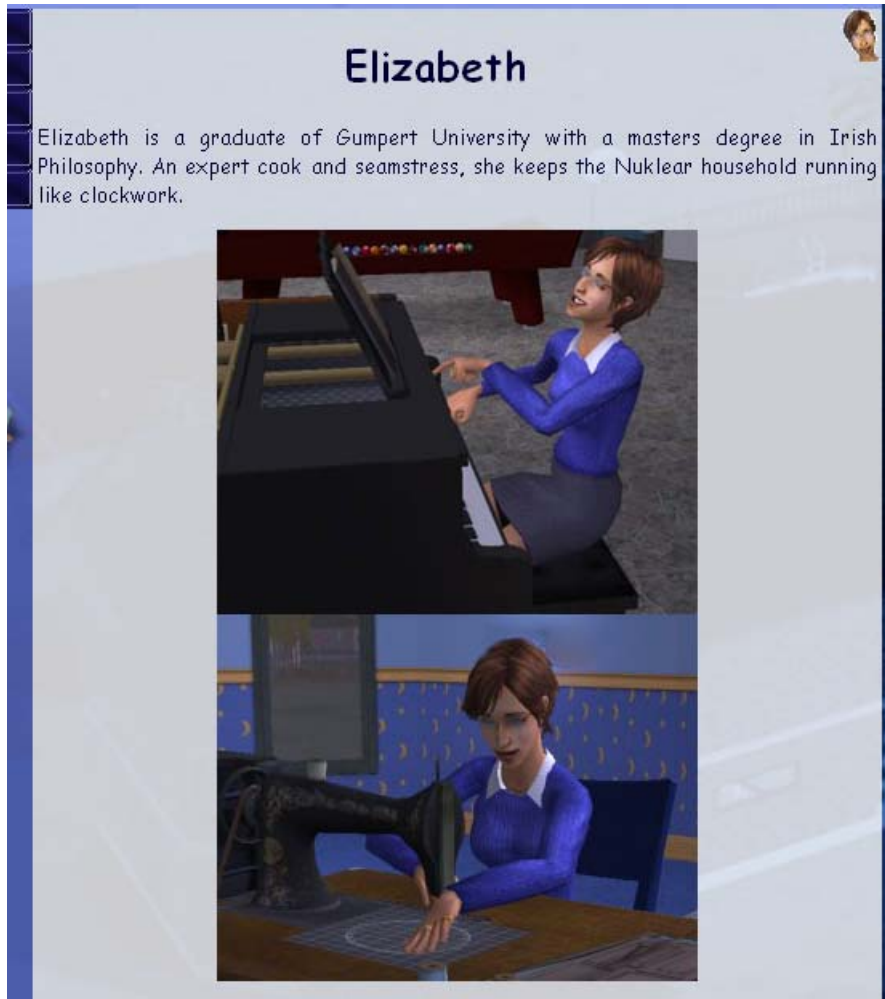 Elizabeth
Elizabeth is a graduate of Gumpert University with a masters degree in Irish
Philosophy. An expert cook and seamstress, she keeps the Nuklear household running
like clockwork.